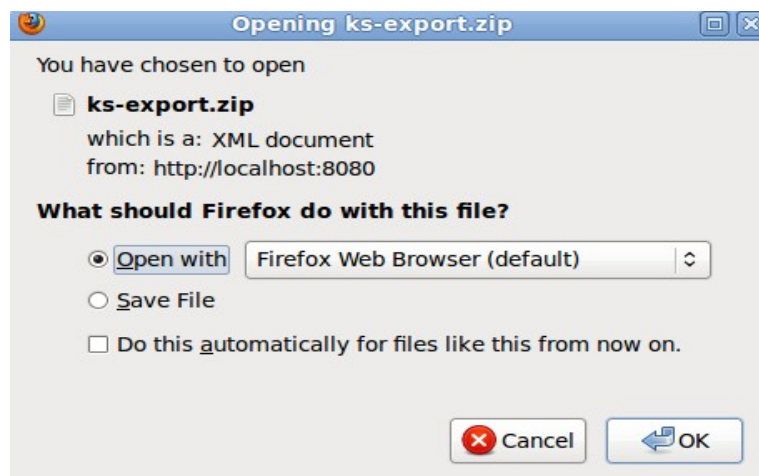 Opening ks-export.zip
You have chosen to open
ks-export.zip
which is a: XML document
from: http://localhost:8080
What should Firefox do with this file?
Open with Firefox Web Browser (default)
Save File
Do this automatically for files like this from now on.
Cancel OK